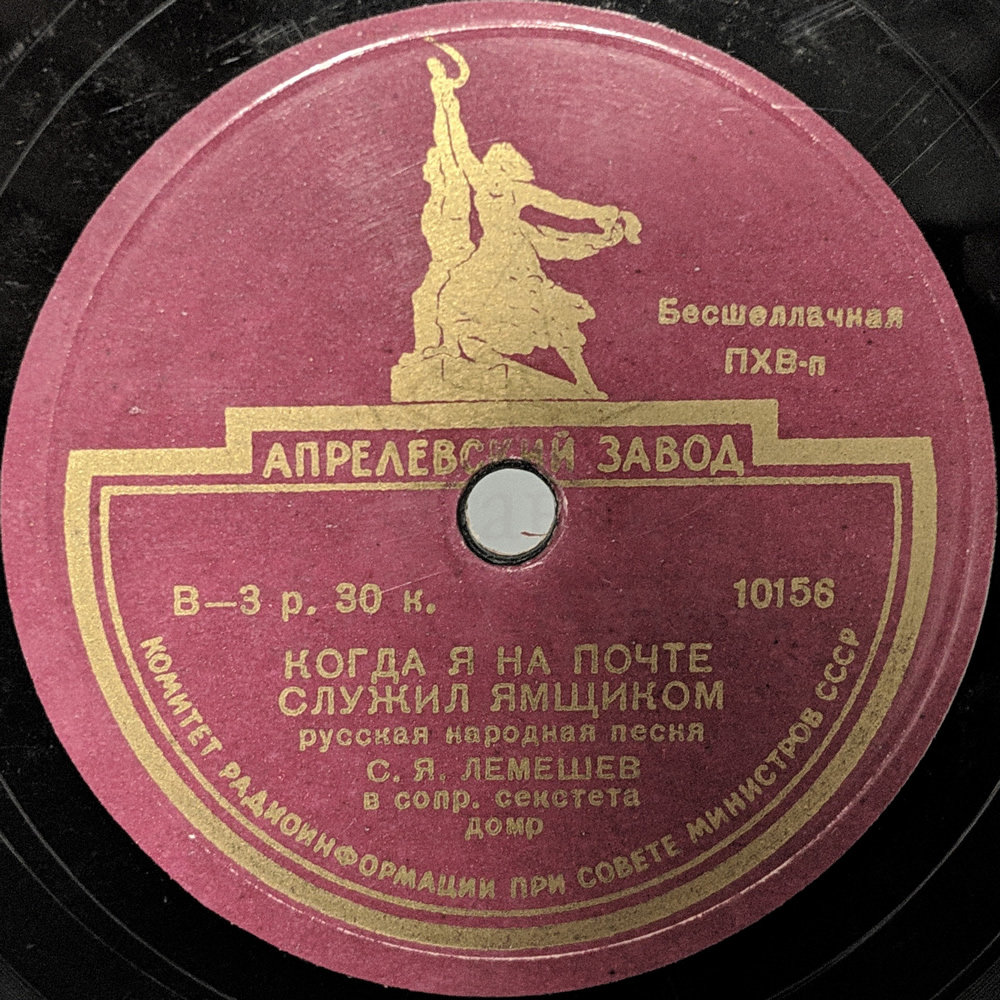 Бесшеллачная
ПХВ-п
АПРЕЛЕВСКИЙ ЗАВОД
В—3 р. 30 к.
10156
КОГДА Я НА ПОЧТЕ
СЛУЖИЛ ЯМЩИКОМ
русская народная песня
С. Я. ЛЕМЕШЕВ
в сопр. секстета
домр
КОМИТЕТ РАДИОИНФОРМАЦИИ ПРИ СОВЕТЕ МИНИСТРОВ СССР